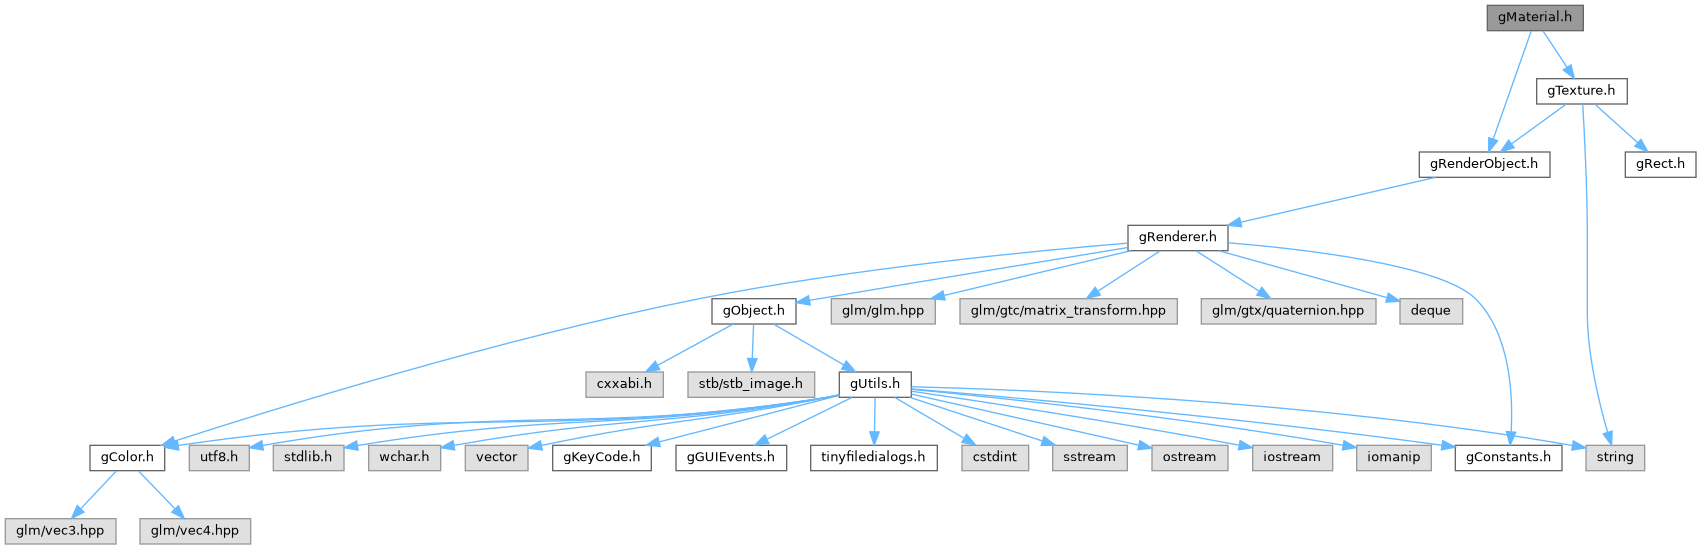 gMaterial.h
gTexture.h
gRenderObject.h
gRect.h
gRenderer.h
gObject.h
glm/glm.hpp
glm/gtc/matrix_transform.hpp
glm/gtx/quaternion.hpp
deque
cxxabi.h
stb/stb_image.h
gUtils.h
gColor.h
utf8.h
stdlib.h
wchar.h
vector
gKeyCode.h
gGUIEvents.h
tinyfiledialogs.h
cstdint
sstream
ostream
iostream
iomanip
gConstants.h
string
glm/vec3.hpp
glm/vec4.hpp